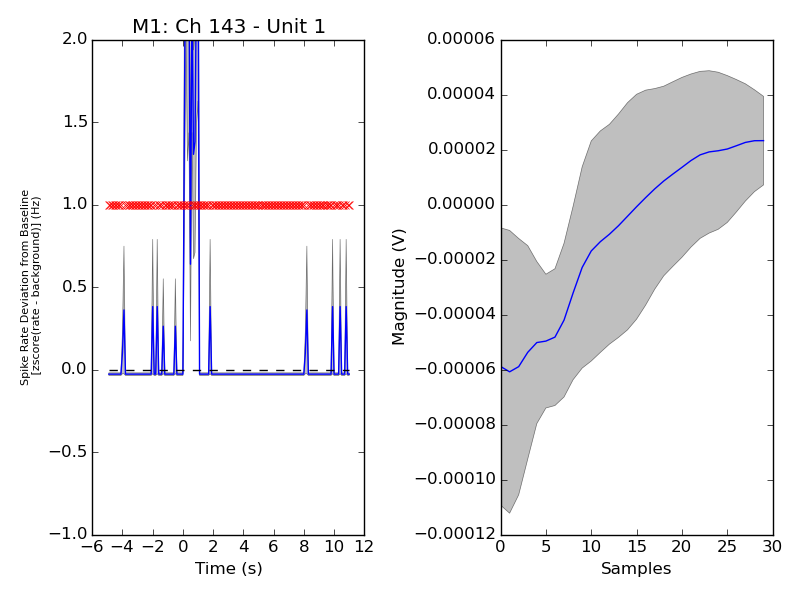 M1: Ch 143 - Unit 1
2.0
1.5
1.0
0.5
0.0
−0.5
−1.0
−6 −4 −2 0 2 4 6 8 10 12
Time (s)
Spike Rate Deviation from Baseline
[zscore(rate - background)] (Hz)
0.00006
0.00004
0.00002
0.00000
−0.00002
−0.00004
−0.00006
−0.00008
−0.00010
−0.00012
0 5 10 15 20 25 30
Samples
Magnitude (V)